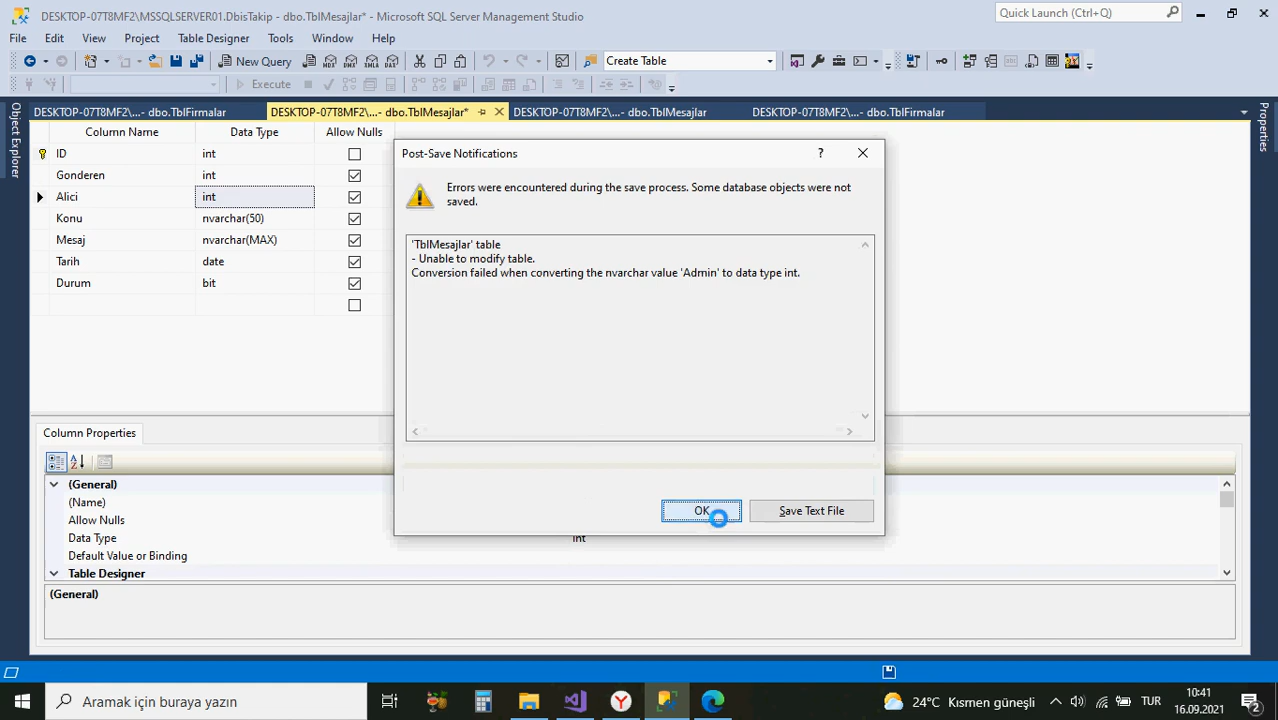 DESKTOP-07T8MF2\MSSQLSERVER01.DbisTakip - dbo.TblMesajlar* - Microsoft SQL Server Management Studio
Quick Launch (Ctrl+Q)
File Edit View Project Table Designer Tools Window Help
New Query
Create Table
Execute
DESKTOP-07T8MF2\...- dbo.TblFirmalar
DESKTOP-07T8MF2\...- dbo.TblMesajlar*
DESKTOP-07T8MF2\...- dbo.TblMesajlar
DESKTOP-07T8MF2\...- dbo.TblFirmalar
Object Explorer
Properties
Column Name Data Type Allow Nulls
ID int
Gonderen int
Alici int
Konu nvarchar(50)
Mesaj nvarchar(MAX)
Tarih date
Durum bit
Post-Save Notifications
?
Errors were encountered during the save process. Some database objects were not
saved.
'TblMesajlar' table
- Unable to modify table.
Conversion failed when converting the nvarchar value 'Admin' to data type int.
OK
Save Text File
Column Properties
(General)
(Name)
Allow Nulls
Data Type int
Default Value or Binding
Table Designer
(General)
Aramak için buraya yazın
24°C Kısmen güneşli
TUR
10:41
16.09.2021
2